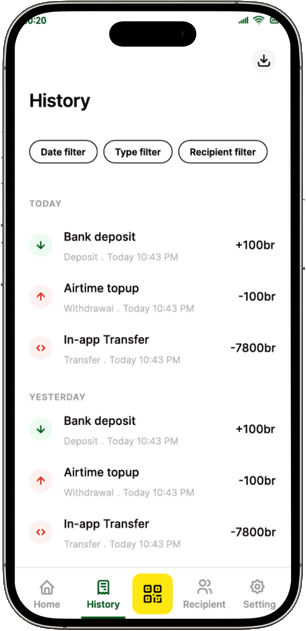 0:20
History
Date filter
Type filter
Recipient filter
TODAY
Bank deposit
+100br
Deposit . Today 10:43 PM
Airtime topup
-100br
Withdrawal . Today 10:43 PM
In-app Transfer
-7800br
Transfer . Today 10:43 PM
YESTERDAY
Bank deposit
+100br
Deposit . Today 10:43 PM
Airtime topup
-100br
Withdrawal . Today 10:43 PM
In-app Transfer
-7800br
Transfer . Today 10:43 PM
Home
History
Recipient
Setting